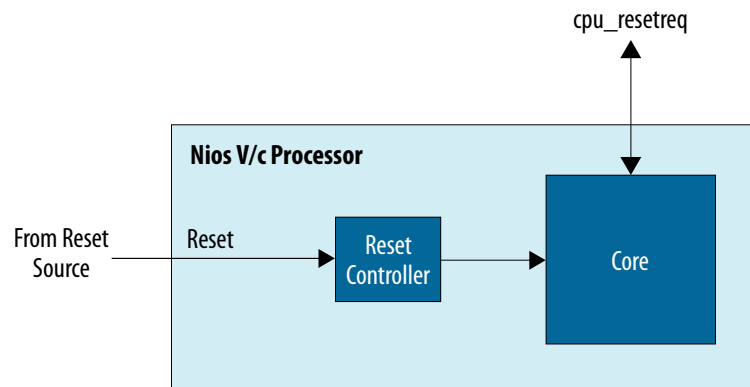 cpu_resetreq
Nios V/c Processor
From Reset
Source
Reset
Reset
Controller
Core